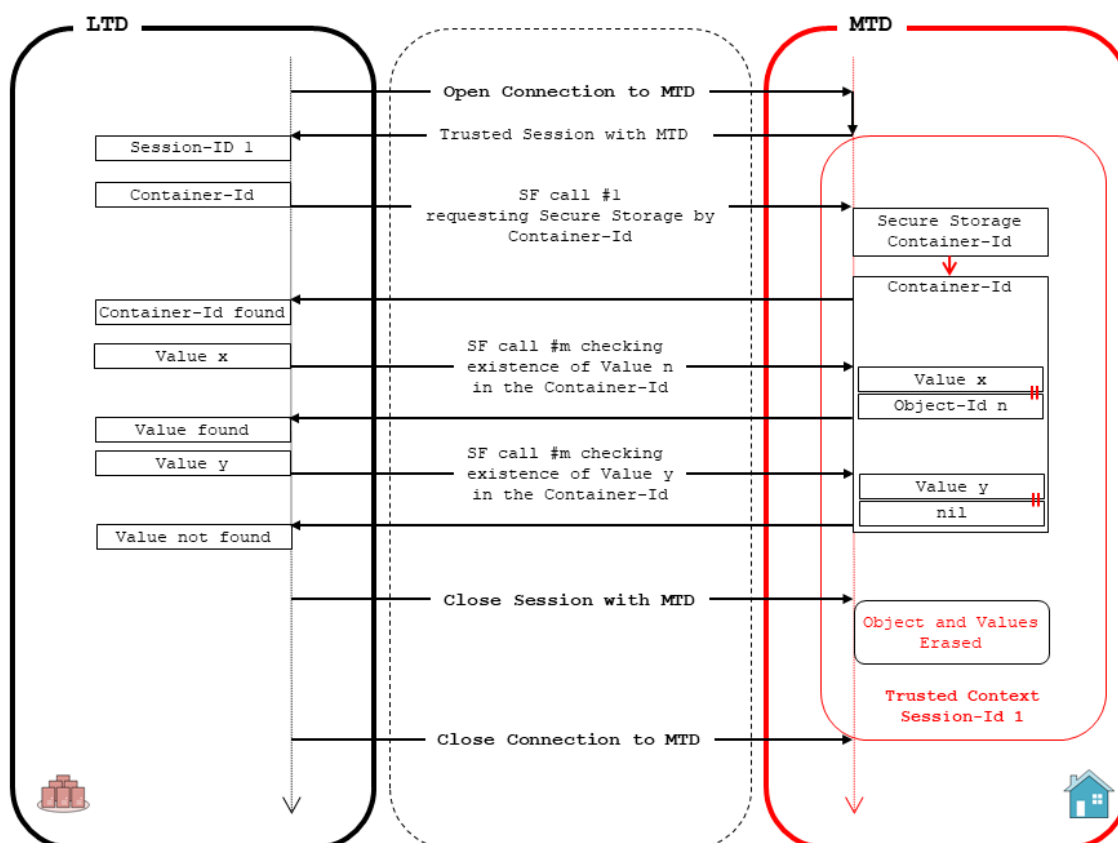 LTD
MTD
Open Connection to MTD
Trusted Session with MTD
Session-ID 1
Container-Id
SF call #1
requesting Secure Storage by
Container-Id
Secure Storage
Container-Id
Container-Id
Container-Id found
Value x
SF call #m checking
existence of Value n
in the Container-Id
Value x
Object-Id n
Value found
Value y
SF call #m checking
existence of Value y
in the Container-Id
Value y
nil
Value not found
Close Session with MTD
Object and Values
Erased
Trusted Context
Session-Id 1
Close Connection to MTD